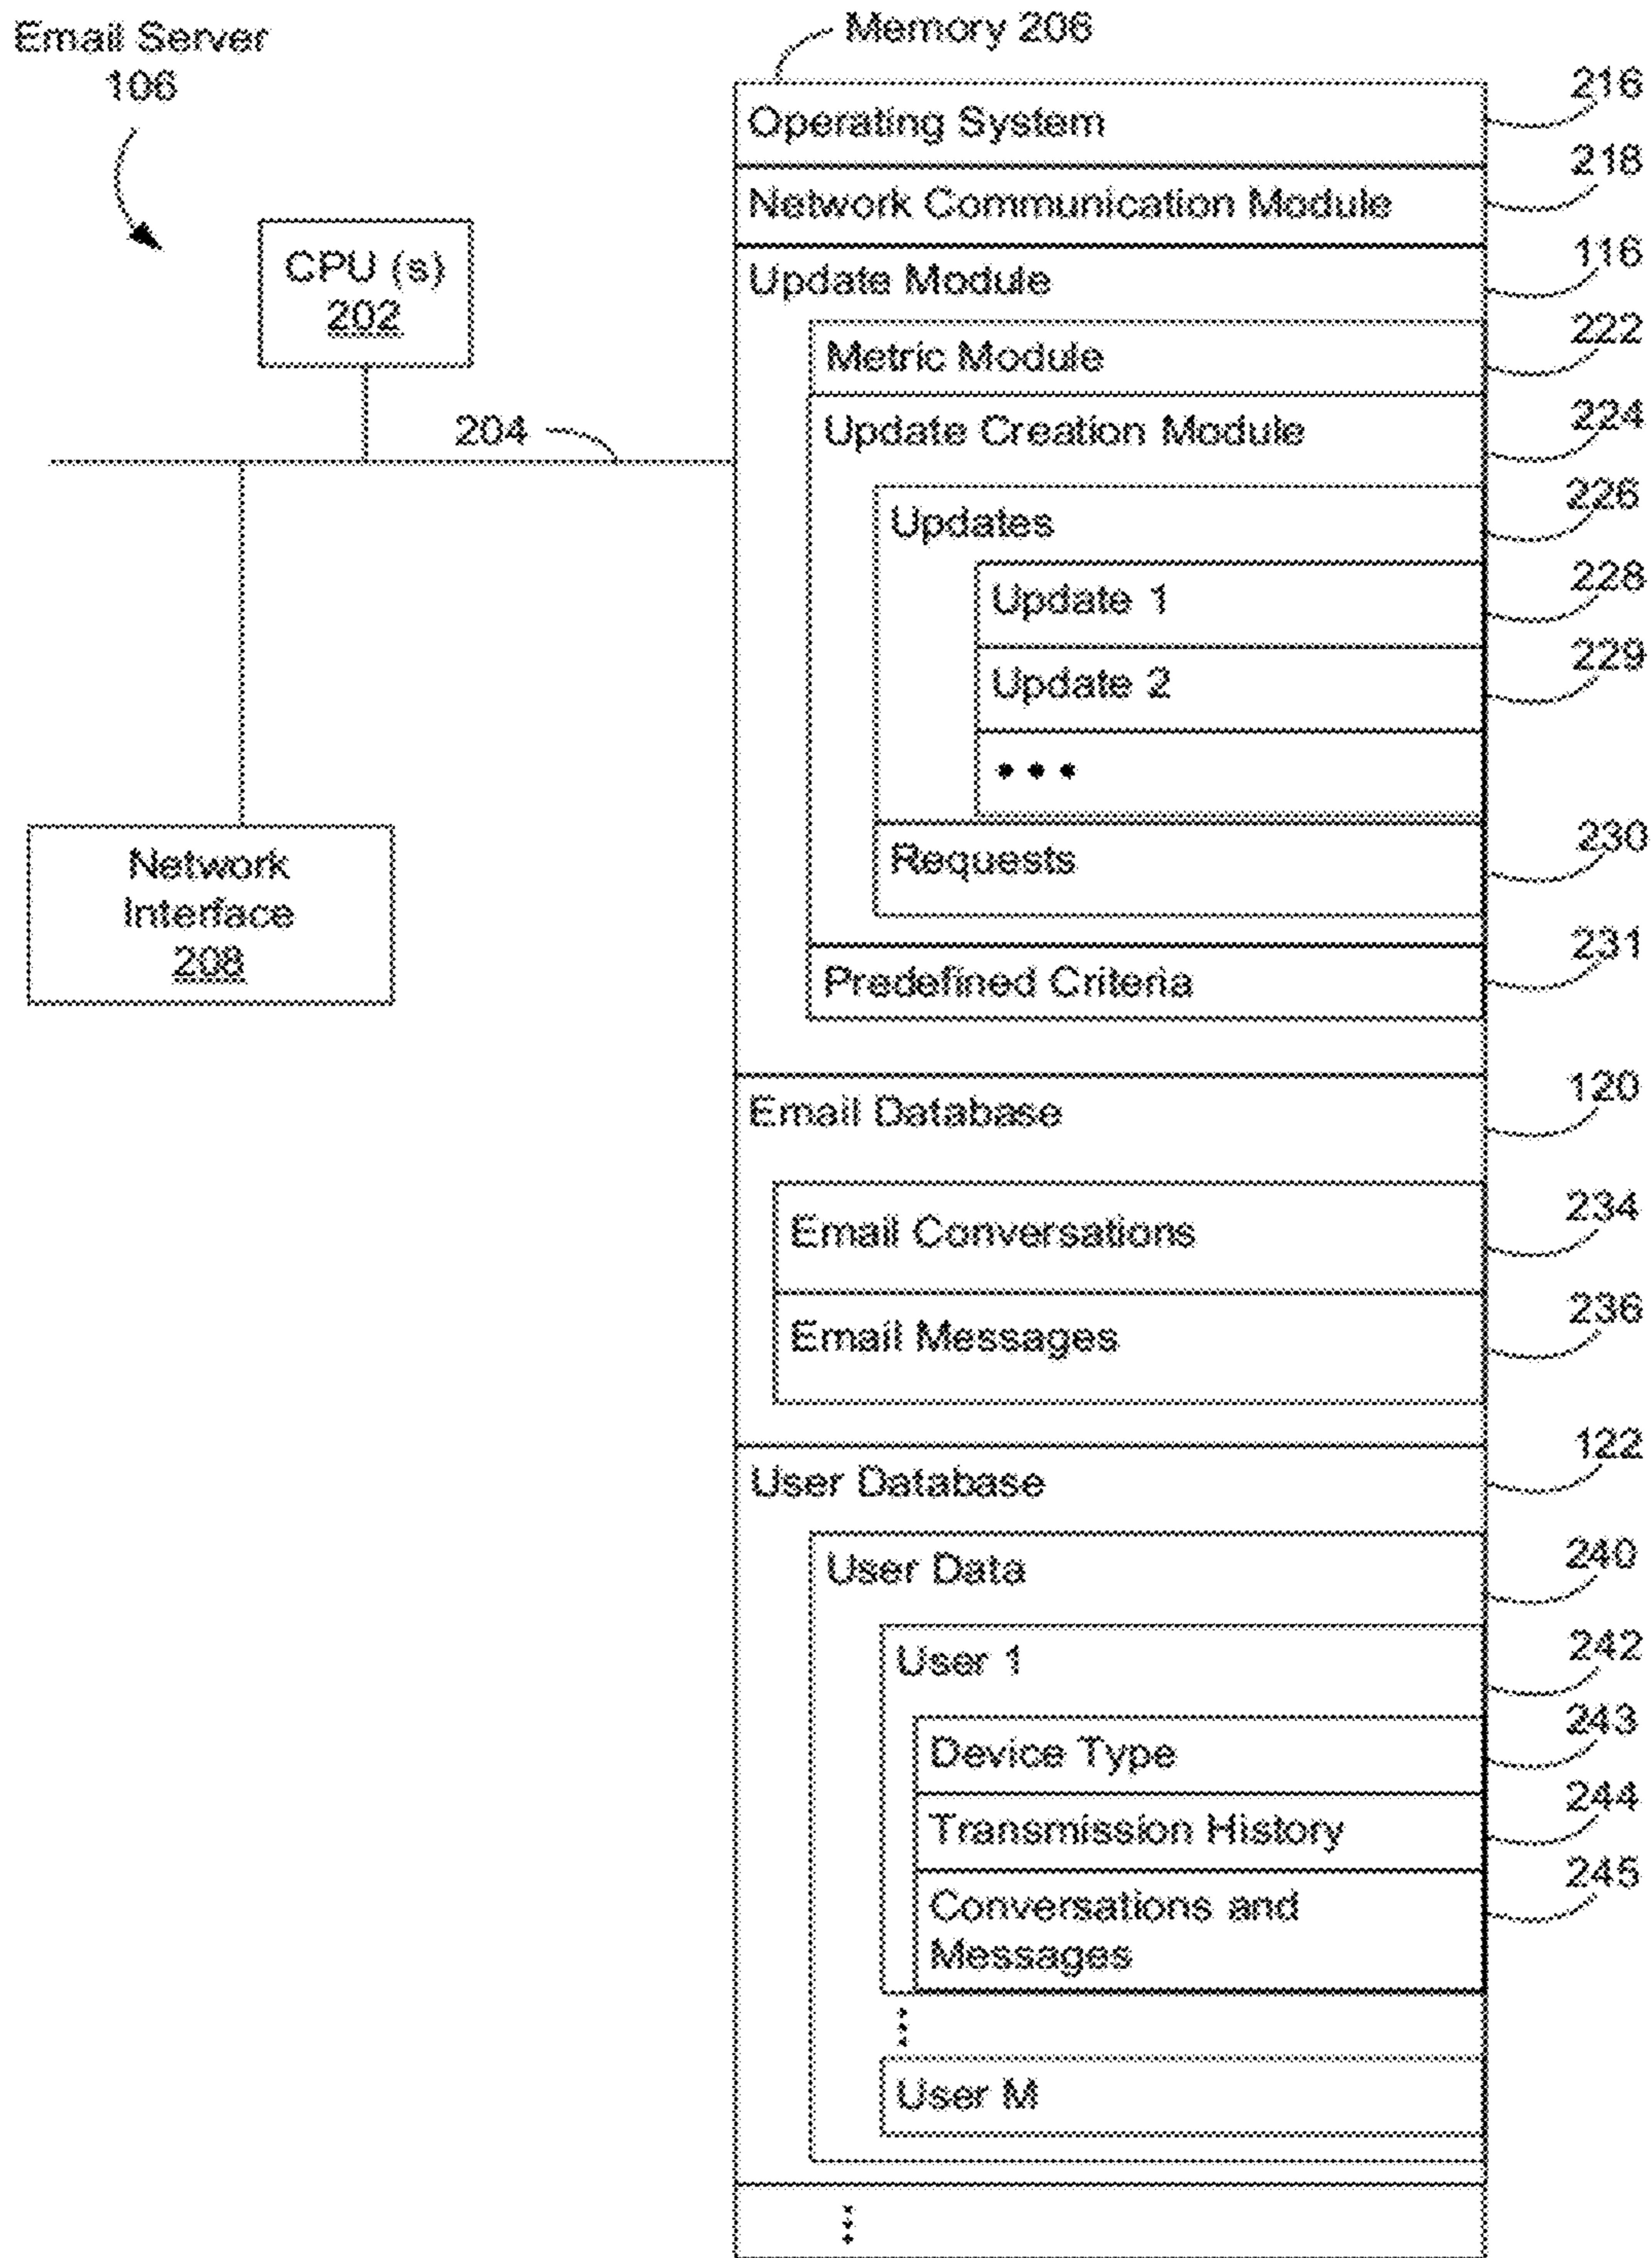 Email Server
106
Memory 206
Operating System
216
Network Communication Module
218
Update Module
116
CPU (s)
202
Metric Module
222
Update Creation Module
224
204
Updates
226
Update 1
228
Update 2
229
• • •
Requests
230
Network
Interface
208
Predefined Criteria
231
Email Database
120
Email Conversations
234
Email Messages
236
User Database
122
User Data
240
User 1
242
Device Type
243
Transmission History
244
Conversations and
Messages
245
User M